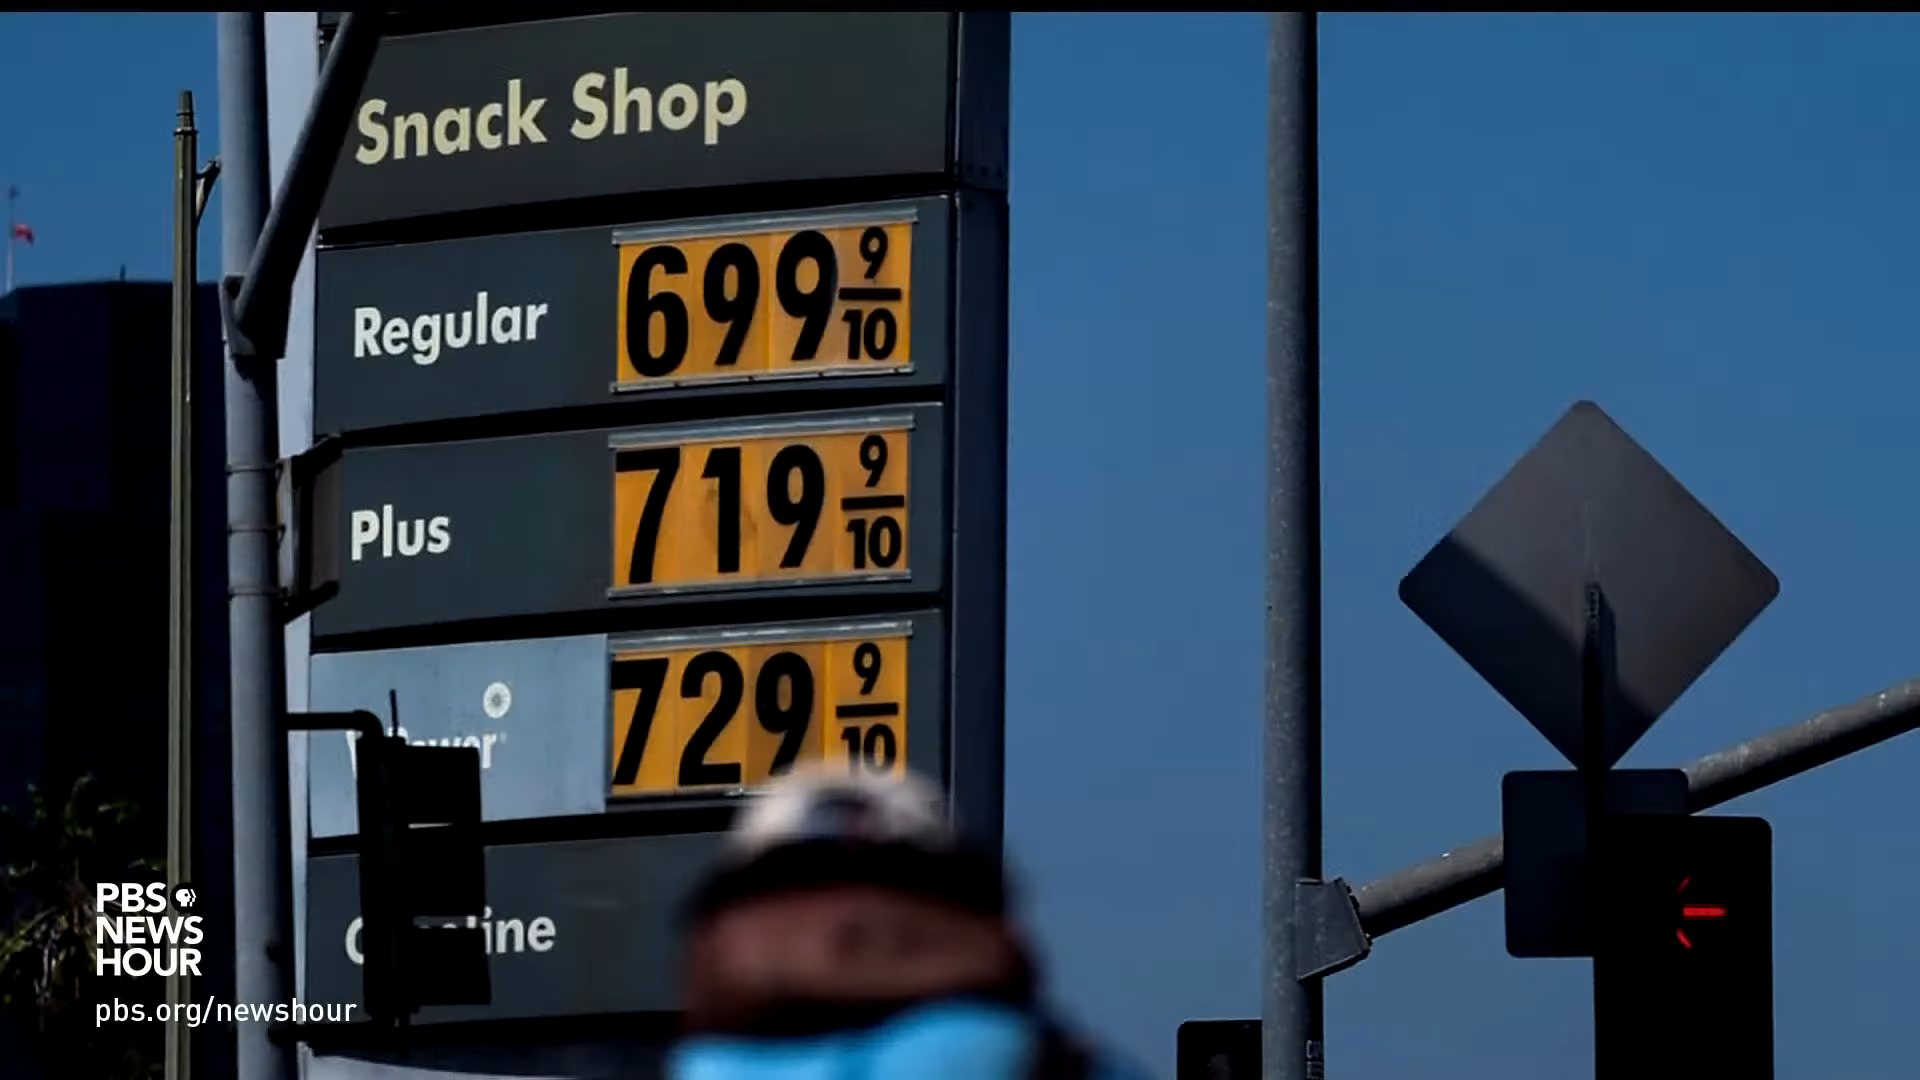 Snack Shop
Regular 699 9/10
Plus 719 9/10
729 9/10
PBS
NEWS
HOUR
pbs.org/newshour